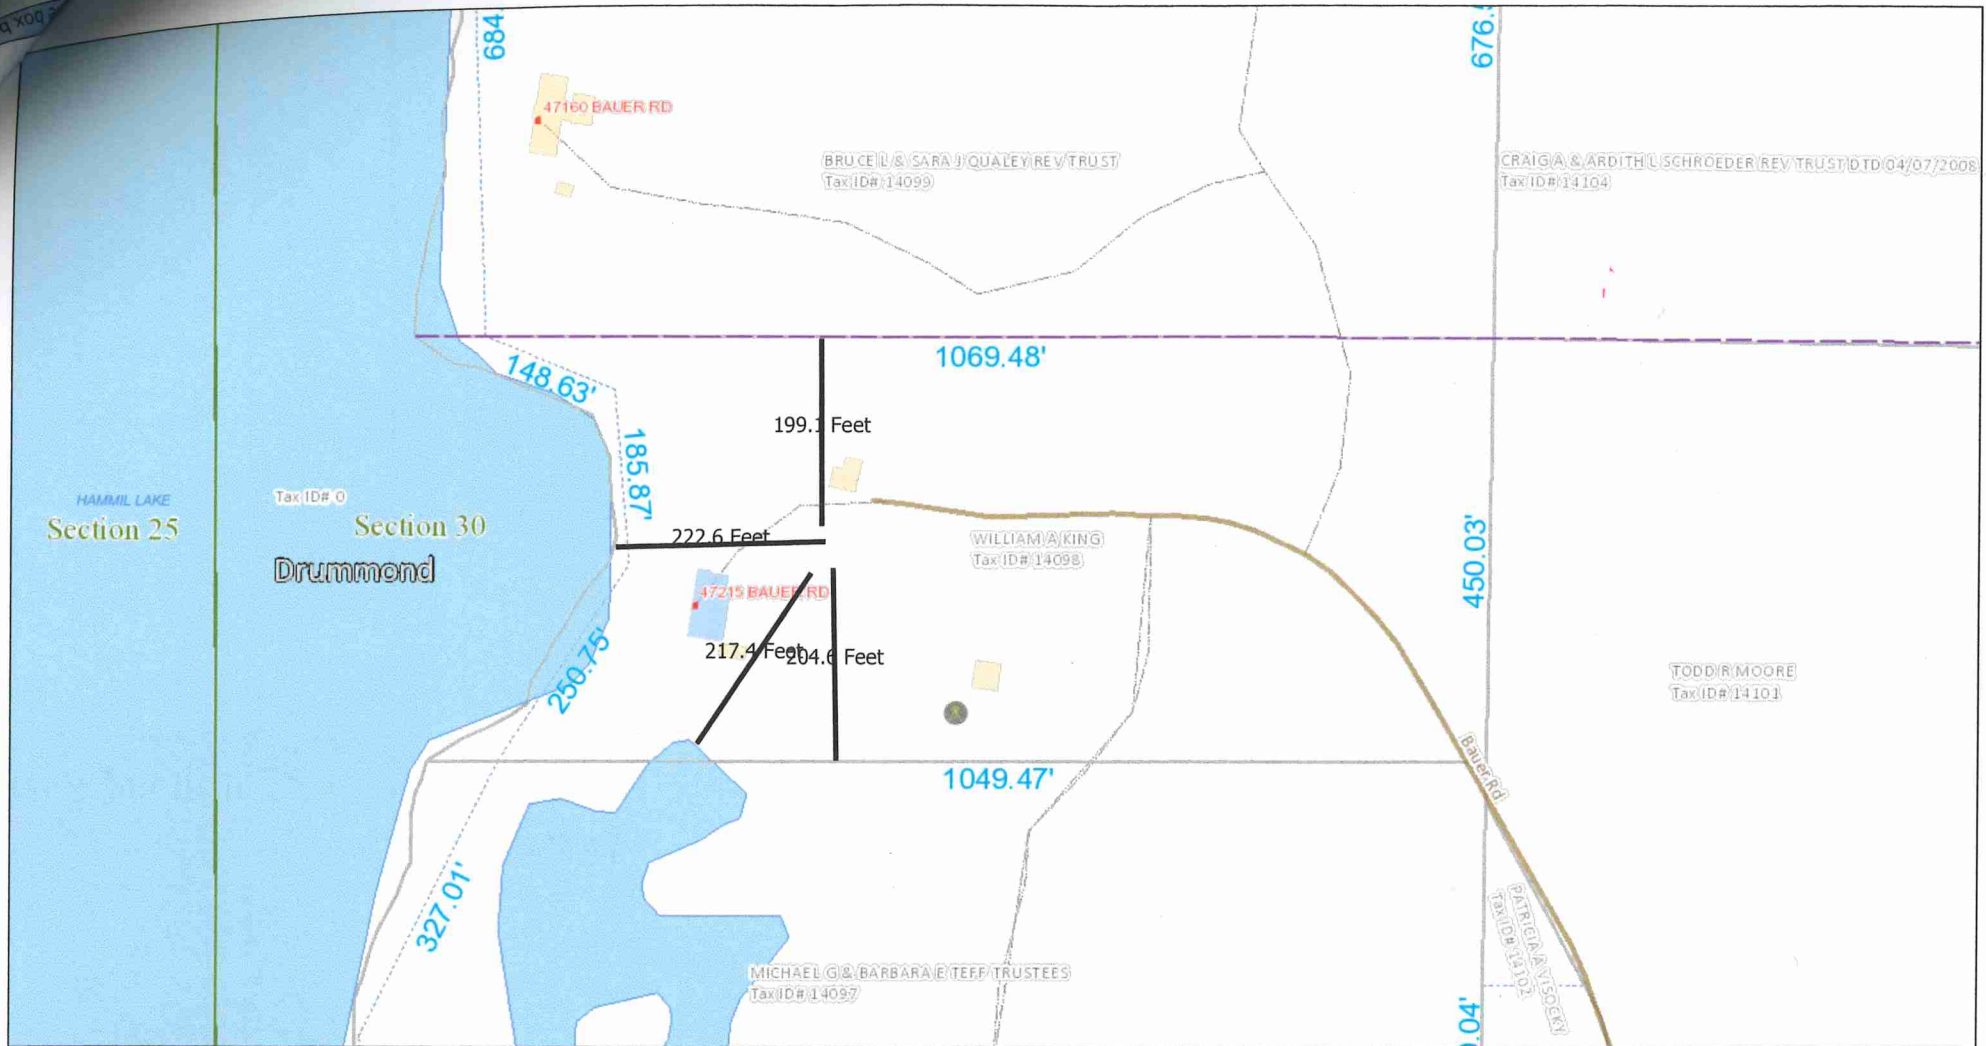 684.
676.5
47160 BAUER RD
BRUCE L & SARA J QUALEY REV TRUST
Tax ID# 14099
CRAIG A & ARDITH L SCHROEDER REV TRUST DTD 04/07/2008
Tax ID# 14104
1069.48'
148.63'
199.1 Feet
185.87'
HAMMIL LAKE
Section 25
Tax ID# 0
Section 30
Drummond
222.6 Feet
WILLIAM A KING
Tax ID# 14098
450.03'
47215 BAUER RD
217.4 Feet
204.6 Feet
250.75'
TODD R MOORE
Tax ID# 14101
Bauer Rd
1049.47'
327.01'
PATRICIA A VISOCKY
Tax ID# 14102
MICHAEL G & BARBARA E TEFF TRUSTEES
Tax ID# 14097
.04'